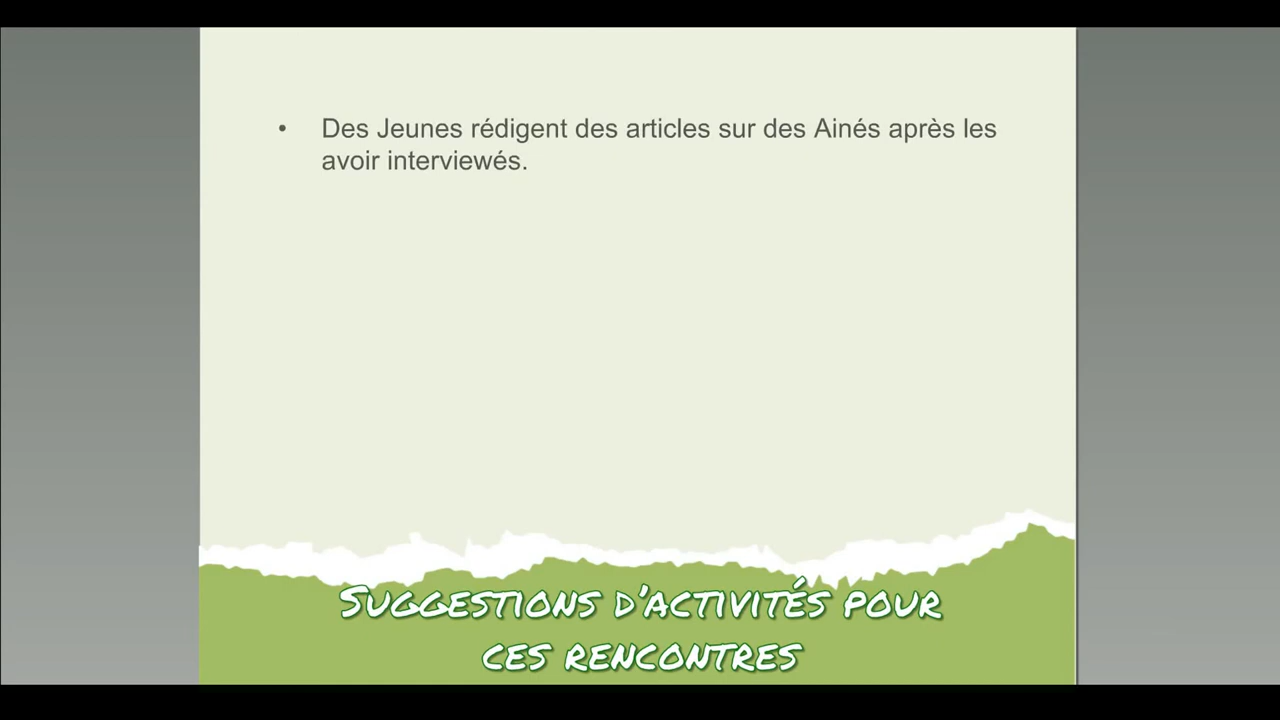 • Des Jeunes rédigent des articles sur des Ainés après les
avoir interviewés.
Suggestions d'activités pour
ces rencontres